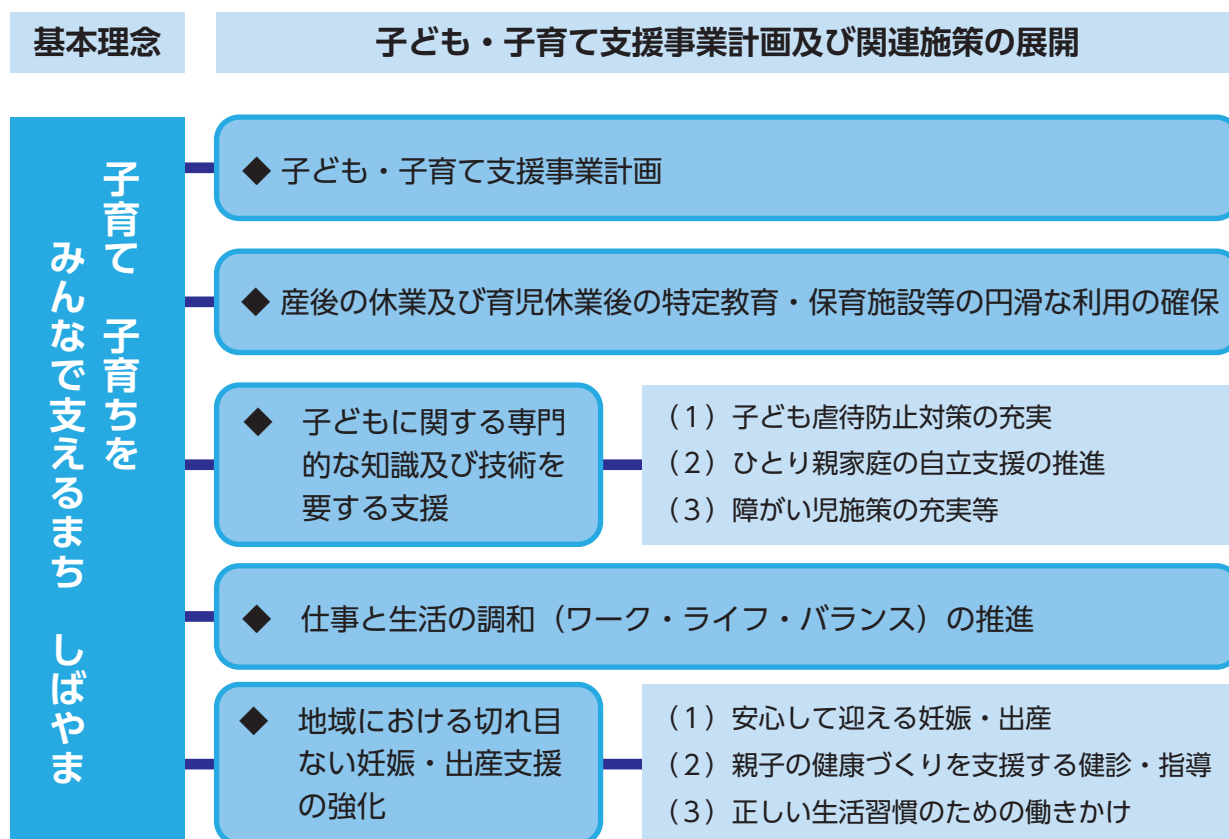 基本理念
子ども・子育て支援事業計画及び関連施策の展開
子育て　子育ちを
みんなで支えるまち　しばやま
◆ 子ども・子育て支援事業計画
◆ 産後の休業及び育児休業後の特定教育・保育施設等の円滑な利用の確保
◆　子どもに関する専門
的な知識及び技術を
要する支援
（1）子ども虐待防止対策の充実
（2）ひとり親家庭の自立支援の推進
（3）障がい児施策の充実等
◆　仕事と生活の調和（ワーク・ライフ・バランス）の推進
◆　地域における切れ目
ない妊娠・出産支援
の強化
（1）安心して迎える妊娠・出産
（2）親子の健康づくりを支援する健診・指導
（3）正しい生活習慣のための働きかけ